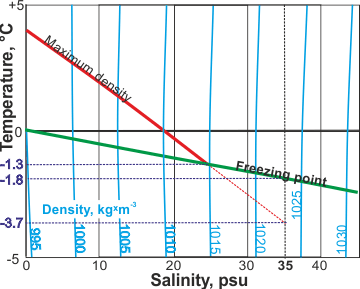 +5
Temperature, °C
Maximum density
0
-1.3
Freezing point
-1.8
Density, kgxm-3
-3.7
995
1000
1005
1010
1015
1020
1025
1030
-5
0 10 20 30 35 40
Salinity, psu